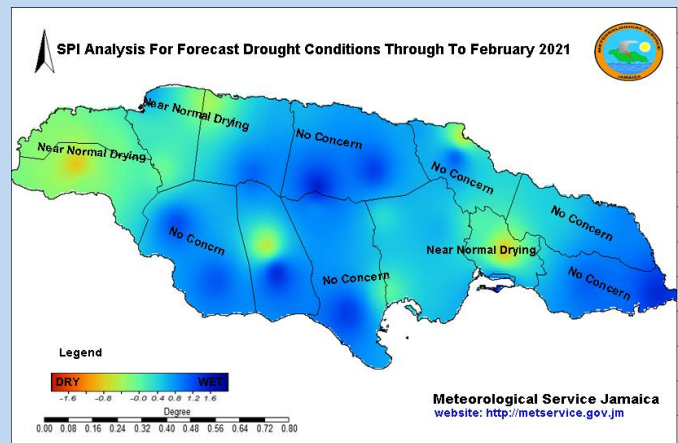 SPI Analysis For Forecast Drought Conditions Through To February 2021
METEOROLOGICAL SERVICE
JAMAICA
Near Normal Drying
No Concern
Near Normal Drying
No Concern
No Concern
No Concrn
Near Normal Drying
No Concern
No Concern
Legend
DRY WET
-1.6 -0.8 -0.2 0.4 0.8 1.2 1.6
Degree
0.00 0.08 0.16 0.24 0.32 0.40 0.48 0.56 0.64 0.72 0.80
Meteorological Service Jamaica
website: http://metservice.gov.jm